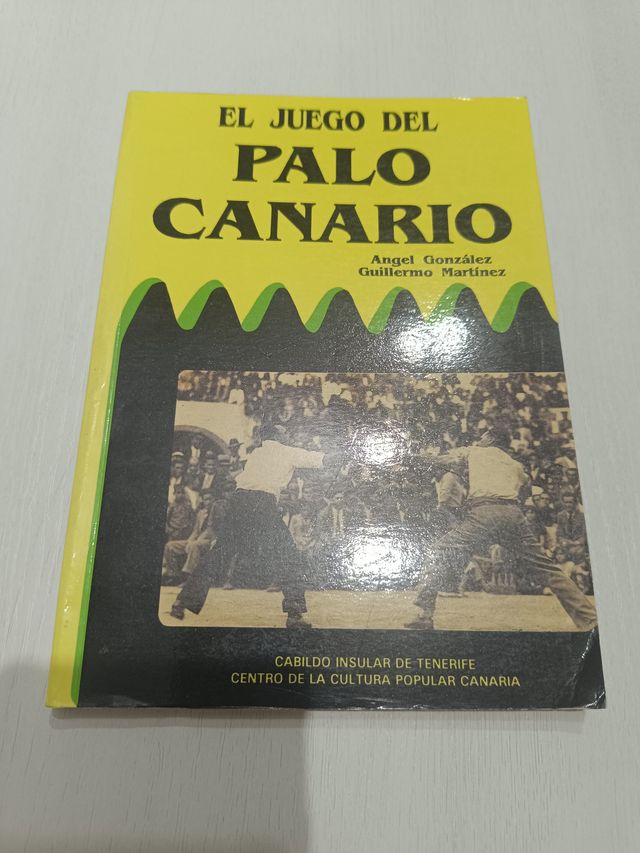 EL JUEGO DEL
PALO
CANARIO
Angel González
Guillermo Martínez
CABILDO INSULAR DE TENERIFE
CENTRO DE LA CULTURA POPULAR CANARIA